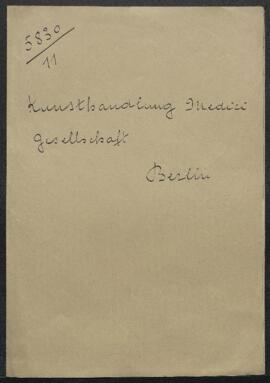 5830
11
Kunsthandlung Medici
Gesellschaft
Berlin